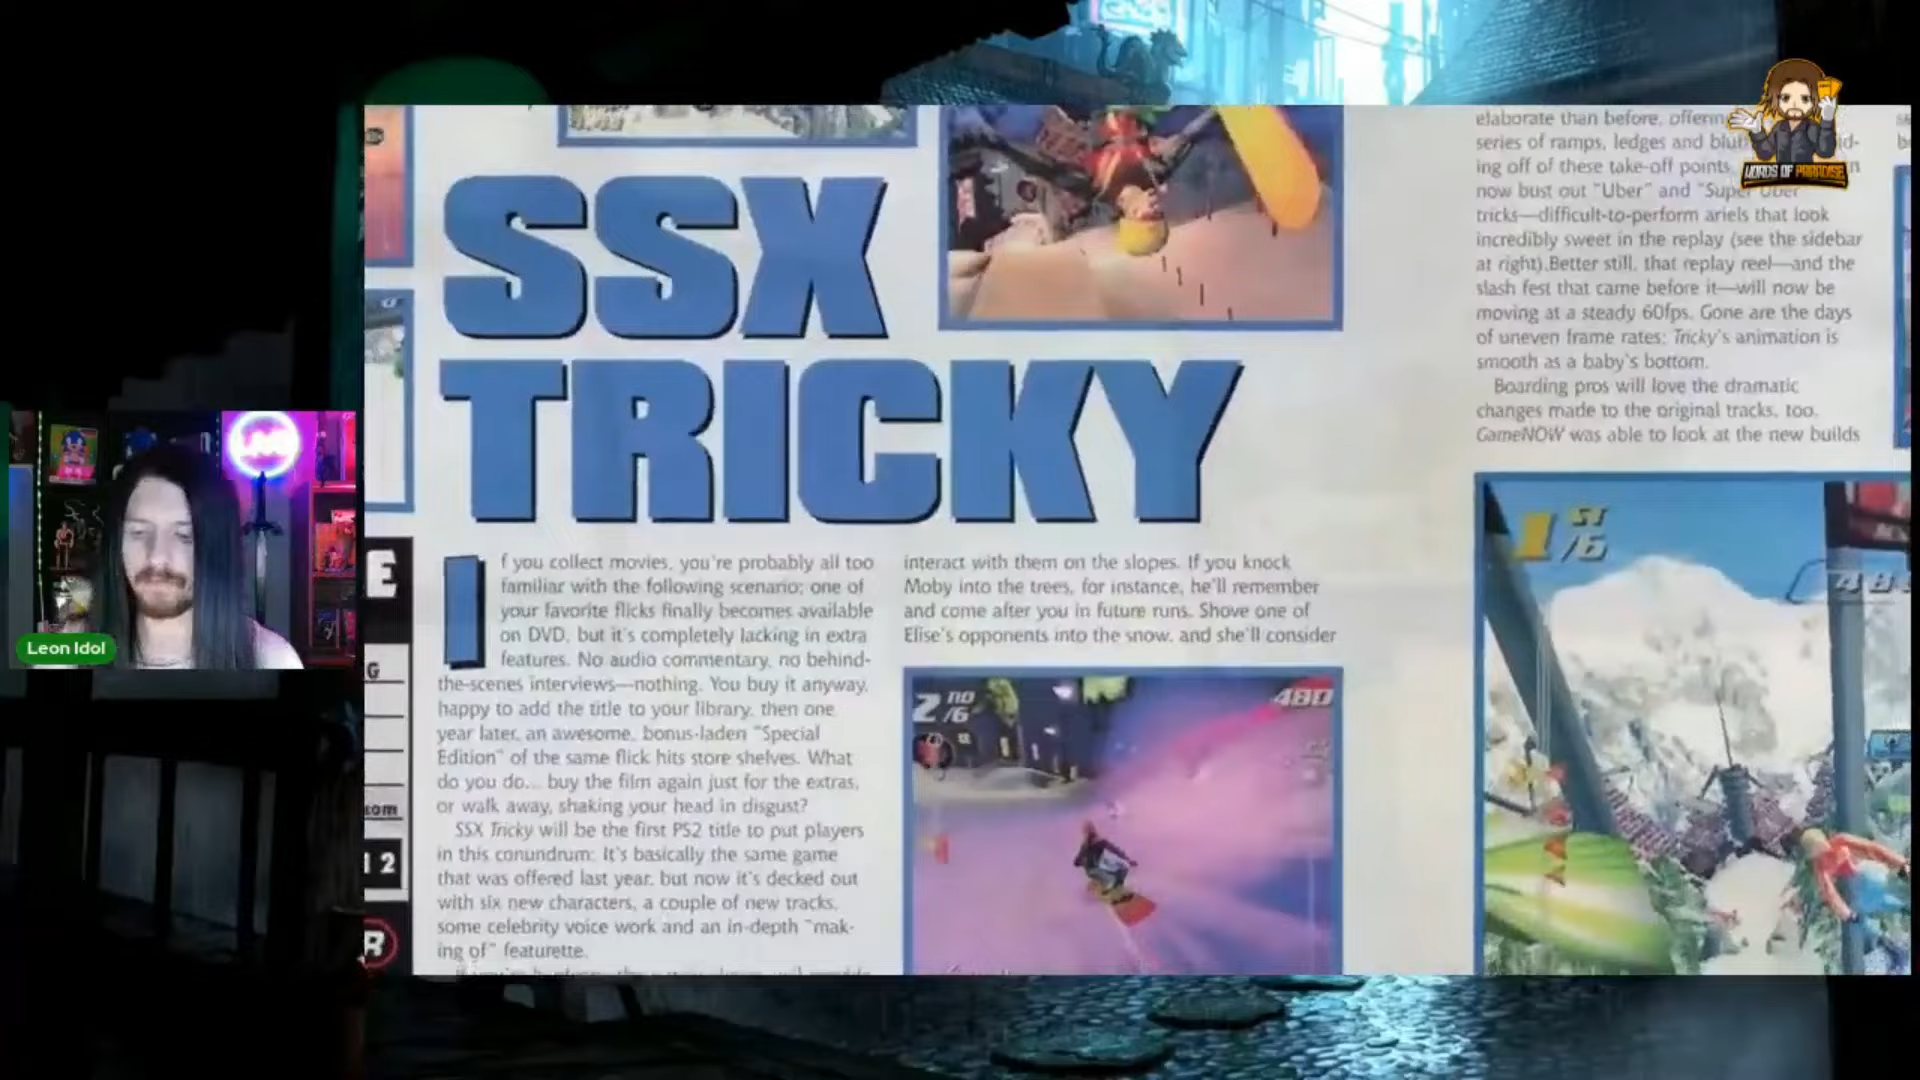 WORDS OF PARADISE
Leon Idol
E
G
com
12
R
SSX
TRICKY
If you collect movies, you're probably all too
familiar with the following scenario: one of
your favorite flicks finally becomes available
on DVD, but it's completely lacking in extra
features. No audio commentary, no behind-
the-scenes interviews—nothing. You buy it anyway,
happy to add the title to your library, then one
year later, an awesome, bonus-laden "Special
Edition" of the same flick hits store shelves. What
do you do... buy the film again just for the extras,
or walk away, shaking your head in disgust?
SSX Tricky will be the first PS2 title to put players
in this conundrum: It's basically the same game
that was offered last year, but now it's decked out
with six new characters, a couple of new tracks,
some celebrity voice work and an in-depth "mak-
ing of" featurette.
interact with them on the slopes. If you knock
Moby into the trees, for instance, he'll remember
and come after you in future runs. Shove one of
Elise's opponents into the snow, and she'll consider
2ND/6
480
elaborate than before,
series of ramps, ledges and
ing off of these take-off points,
now bust out "Uber" and "Super Uber"
tricks—difficult-to-perform ariels that look
incredibly sweet in the replay (see the sidebar
at right).Better still, that replay reel—and the
slash fest that came before it—will now be
moving at a steady 60fps. Gone are the days
of uneven frame rates; Tricky's animation is
smooth as a baby's bottom.
Boarding pros will love the dramatic
changes made to the original tracks, too.
GameNOW was able to look at the new builds
1ST/6